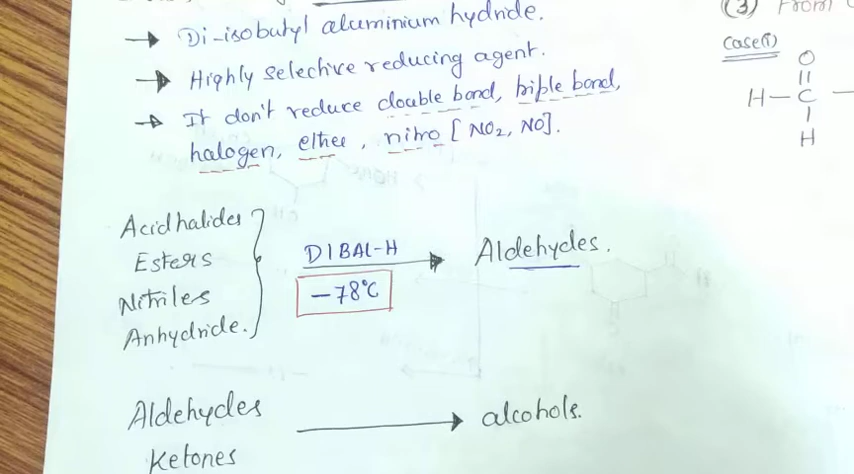 → Di-isobutyl aluminium hydride.
→ Highly selective reducing agent.
→ It don't reduce double bond, triple bond,
halogen, ether, nitro [NO2, NO].
(3) From
Case(i)
O
H-C-
H
Acid halides
Esters
Nitriles
Anhydride.
DIBAL-H
-78°C
Aldehydes.
Aldehydes
Ketones
alcohols.